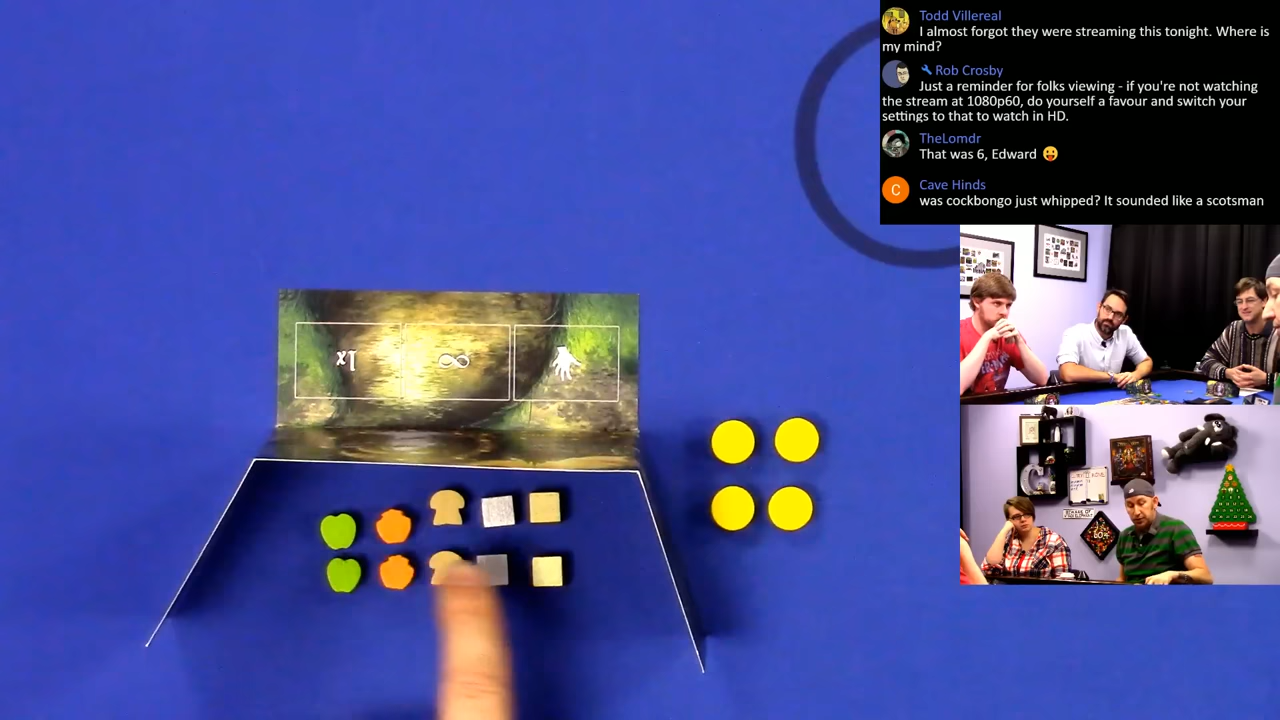 Todd Villereal
I almost forgot they were streaming this tonight. Where is
my mind?
Rob Crosby
Just a reminder for folks viewing - if you're not watching
the stream at 1080p60, do yourself a favour and switch your
settings to that to watch in HD.
TheLomdr
That was 6, Edward 😛
C
Cave Hinds
was cockbongo just whipped? It sounded like a scotsman
1x
∞